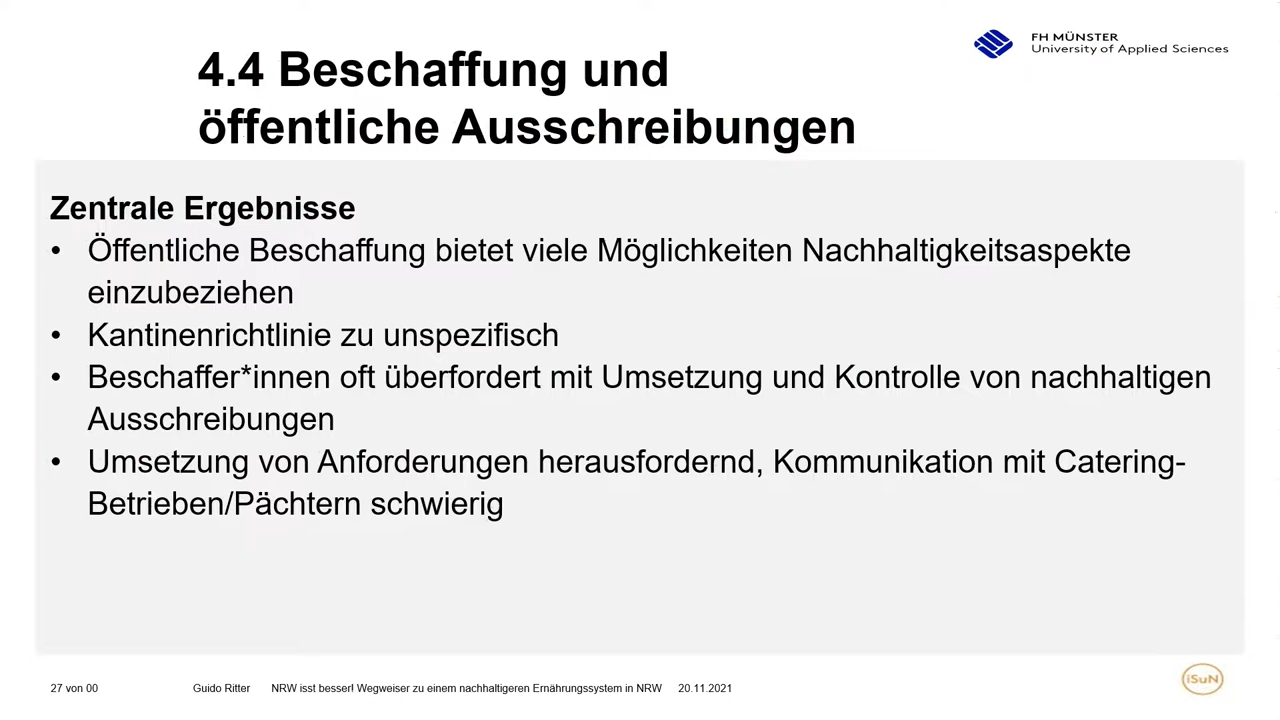 FH MÜNSTER
University of Applied Sciences
4.4 Beschaffung und
öffentliche Ausschreibungen
Zentrale Ergebnisse
• Öffentliche Beschaffung bietet viele Möglichkeiten Nachhaltigkeitsaspekte
einzubeziehen
• Kantinenrichtlinie zu unspezifisch
• Beschaffer*innen oft überfordert mit Umsetzung und Kontrolle von nachhaltigen
Ausschreibungen
• Umsetzung von Anforderungen herausfordernd, Kommunikation mit Catering-
Betrieben/Pächtern schwierig
27 von 00 Guido Ritter NRW isst besser! Wegweiser zu einem nachhaltigeren Ernährungssystem in NRW 20.11.2021
iSuN